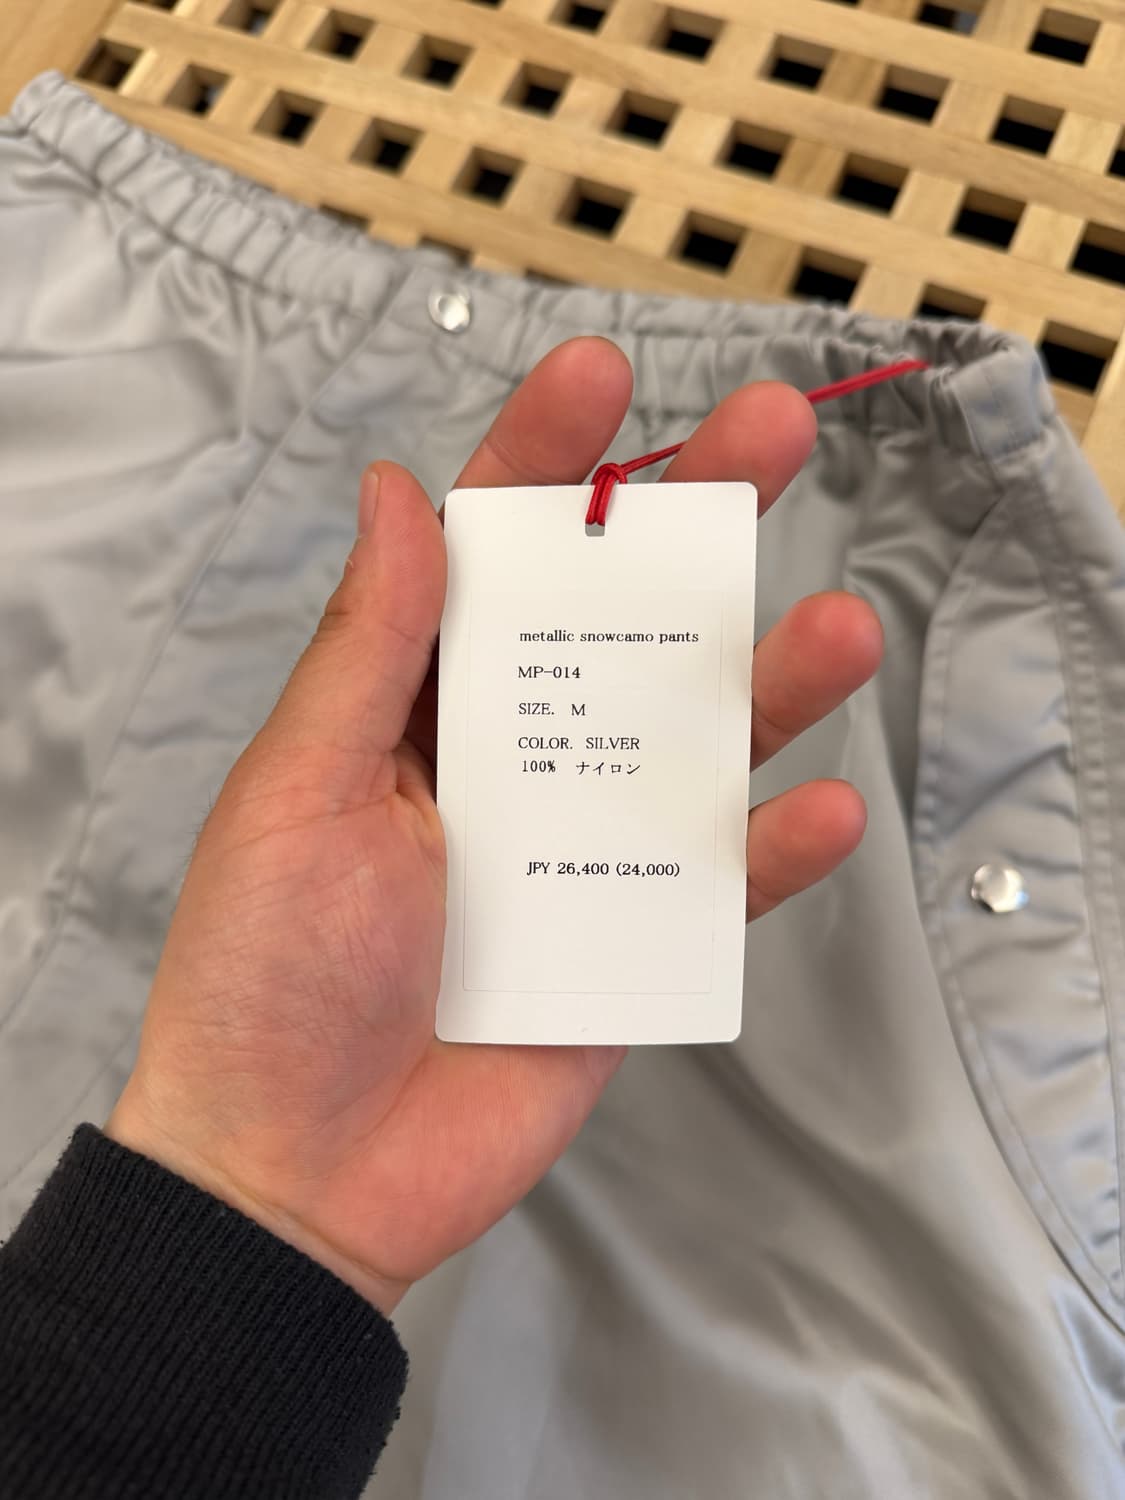 metallic snowcamo pants
MP-014
SIZE. M
COLOR. SILVER
100% ナイロン
JPY 26,400 (24,000)